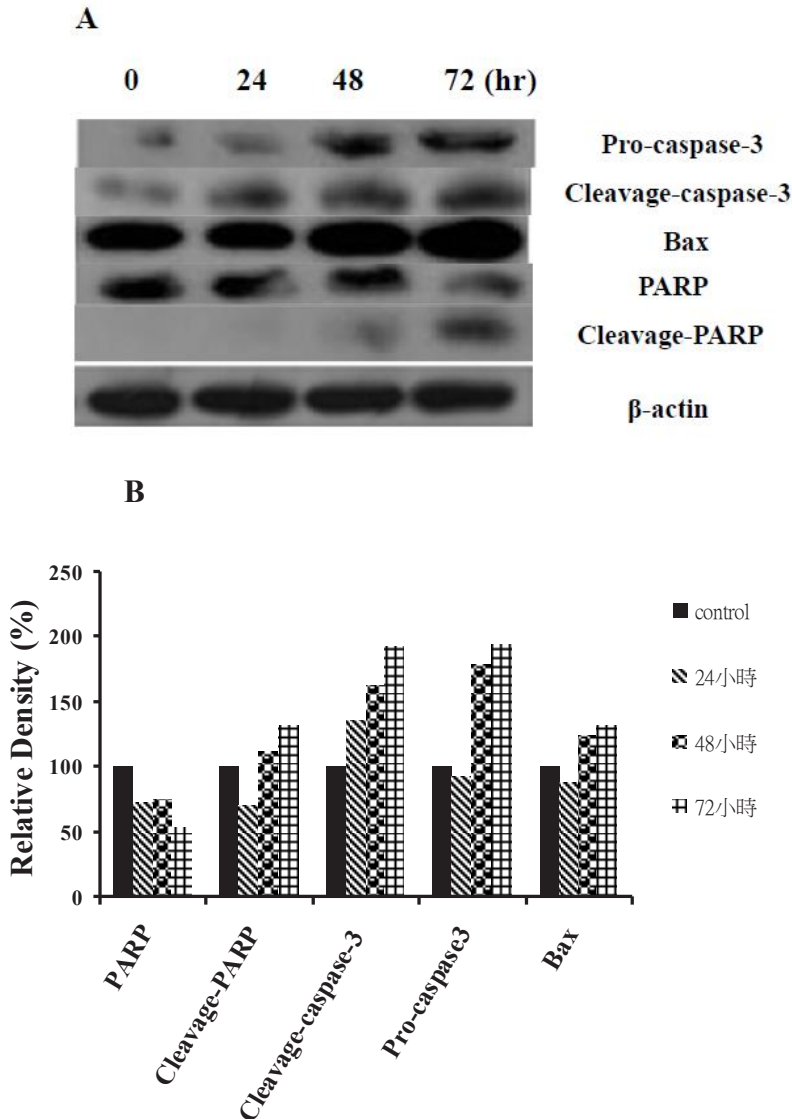 A
0 24 48 72 (hr)
Pro-caspase-3
Cleavage-caspase-3
Bax
PARP
Cleavage-PARP
β-actin
B
Relative Density (%)
250
200
150
100
50
0
PARP
Cleavage-PARP
Cleavage-caspase-3
Pro-caspase3
Bax
control
24小時
48小時
72小時